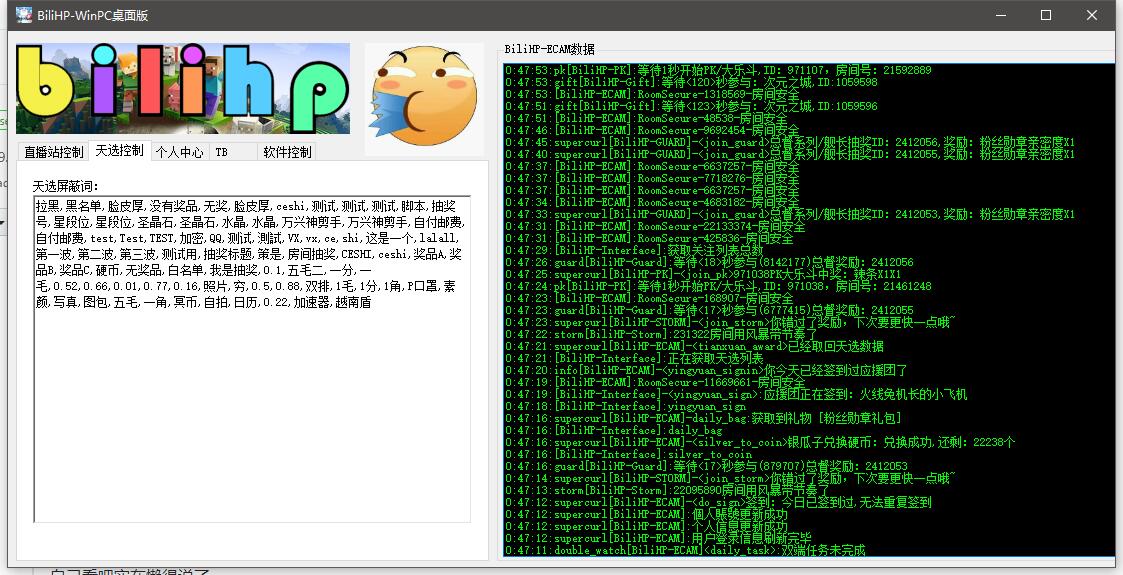 BiliHP-WinPC桌面版
bilihp
直播站控制
天选控制
个人中心
TB
软件控制
天选屏蔽词:
拉黑,黑名单,脸皮厚,没有奖品,无奖,脸皮厚,ceshi,测试,测试,测试,脚本,抽奖
号,星段位,星段位,圣晶石,圣晶石,水晶,水晶,万兴神剪手,万兴神剪手,自付邮费,
自付邮费,test,Test,TEST,加密,QQ,测试,測試,VX,vx,ce,shi,这是一个,lalall,
第一波,第二波,第三波,测试用,抽奖标题,策是,房间抽奖,CESHI,ceshi,奖品A,奖
品B,奖品C,硬币,无奖品,白名单,我是抽奖,0.1,五毛二,一分,一
毛,0.52,0.66,0.01,0.77,0.16,照片,穷,0.5,0.88,双排,1毛,1分,1角,P口罩,素
颜,写真,图包,五毛,一角,冥币,自拍,日历,0.22,加速器,越南盾
BiliHP-ECAM数据
0:47:53:pk[BiliHP-PK]:等待1秒开始PK/大乐斗,ID: 971107, 房间号: 21592889
0:47:53:gift[BiliHP-Gift]:等待<120>秒参与: 次元之城,ID:1059598
0:47:53:[BiliHP-ECAM]:RoomSecure-1318569-房间安全
0:47:51:gift[BiliHP-Gift]:等待<123>秒参与: 次元之城,ID:1059596
0:47:51:[BiliHP-ECAM]:RoomSecure-48538-房间安全
0:47:46:[BiliHP-ECAM]:RoomSecure-9692454-房间安全
0:47:45:supercurl[BiliHP-GUARD]-<join_guard>总督系列/舰长抽奖ID: 2412056,奖励: 粉丝勋章亲密度X1
0:47:40:supercurl[BiliHP-GUARD]-<join_guard>总督系列/舰长抽奖ID: 2412055,奖励: 粉丝勋章亲密度X1
0:47:37:[BiliHP-ECAM]:RoomSecure-6637257-房间安全
0:47:37:[BiliHP-ECAM]:RoomSecure-7718276-房间安全
0:47:37:[BiliHP-ECAM]:RoomSecure-6637257-房间安全
0:47:34:[BiliHP-ECAM]:RoomSecure-4683182-房间安全
0:47:33:supercurl[BiliHP-GUARD]-<join_guard>总督系列/舰长抽奖ID: 2412053,奖励: 粉丝勋章亲密度X1
0:47:31:[BiliHP-ECAM]:RoomSecure-22133374-房间安全
0:47:31:[BiliHP-ECAM]:RoomSecure-425836-房间安全
0:47:29:[BiliHP-Interface]:获取关注列表总数
0:47:26:guard[BiliHP-Guard]:等待<18>秒参与(8142177)总督奖励: 2412056
0:47:25:supercurl[BiliHP-PK]-<join_pk>971038PK大乐斗中奖: 辣条X1X1
0:47:24:pk[BiliHP-PK]:等待1秒开始PK/大乐斗,ID: 971038, 房间号: 21461248
0:47:23:[BiliHP-ECAM]:RoomSecure-168907-房间安全
0:47:23:guard[BiliHP-Guard]:等待<17>秒参与(6777415)总督奖励: 2412055
0:47:23:supercurl[BiliHP-STORM]-<join_storm>你错过了奖励, 下次要更快一点哦~
0:47:22:storm[BiliHP-Storm]:231322房间用风暴带节奏了
0:47:21:supercurl[BiliHP-ECAM]-<tianxuan_award>已经取回天选数据
0:47:21:[BiliHP-Interface]:正在获取天选列表
0:47:20:info[BiliHP-ECAM]-<yingyuan_signin>你今天已经签到过应援团了
0:47:19:[BiliHP-ECAM]:RoomSecure-11669661-房间安全
0:47:19:[BiliHP-Interface]-<yingyuan_sign>:应援团正在签到: 火线兔机长的小飞机
0:47:18:[BiliHP-Interface]:yingyuan_sign
0:47:16:supercurl[BiliHP-ECAM]-daily_bag:获取到礼物 [粉丝勋章礼包]
0:47:16:[BiliHP-Interface]:daily_bag
0:47:16:supercurl[BiliHP-ECAM]-<silver_to_coin>银瓜子兑换硬币: 兑换成功,还剩: 22238个
0:47:16:[BiliHP-Interface]:silver_to_coin
0:47:16:guard[BiliHP-Guard]:等待<17>秒参与(879707)总督奖励: 2412053
0:47:14:supercurl[BiliHP-STORM]-<join_storm>你错过了奖励, 下次要更快一点哦~
0:47:13:storm[BiliHP-Storm]:22095890房间用风暴带节奏了
0:47:12:supercurl[BiliHP-ECAM]-<do_sign>签到: 今日已签到过,无法重复签到
0:47:12:supercurl[BiliHP-ECAM]:個人賬號更新成功
0:47:12:supercurl[BiliHP-ECAM]:个人信息更新成功
0:47:12:supercurl[BiliHP-ECAM]:用户登录信息刷新完毕
0:47:11:double_watch[BiliHP-ECAM]<daily_task>:双端任务未完成